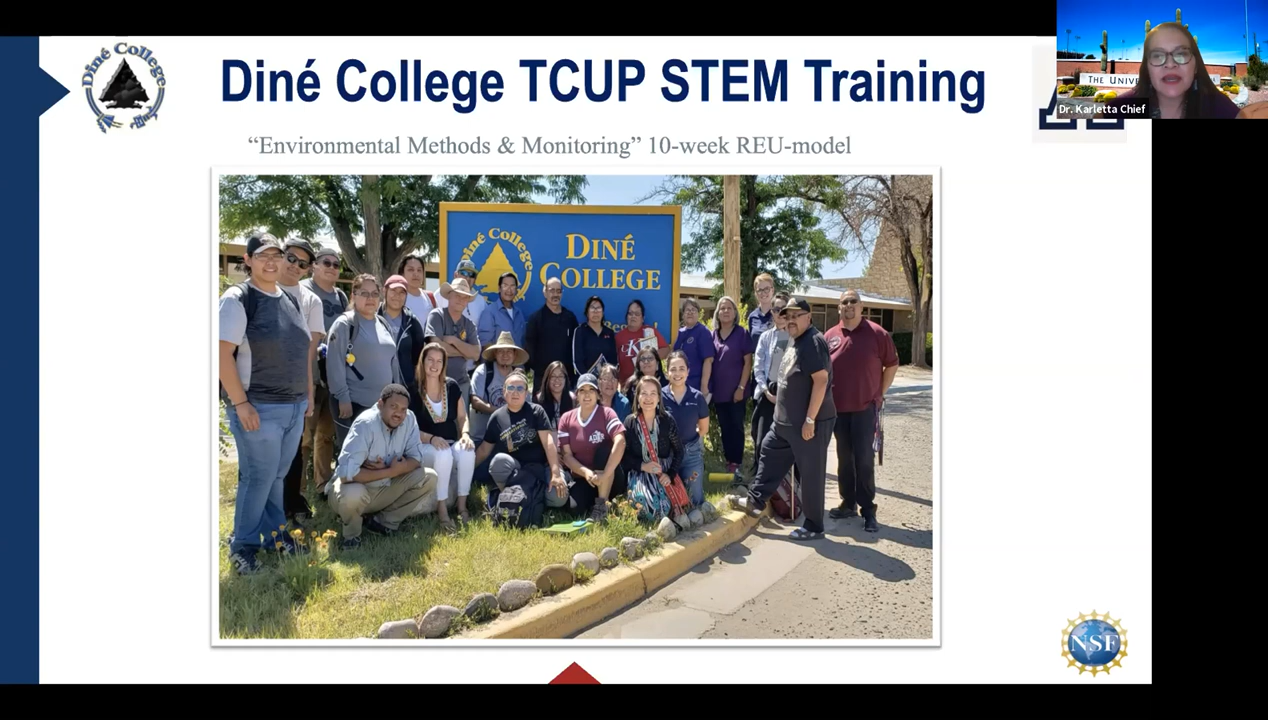 Diné College
Diné College TCUP STEM Training
THE UNIVE
Dr. Karletta Chief
“Environmental Methods & Monitoring” 10-week REU-model
Diné College
DINÉ
COLLEGE
NSF